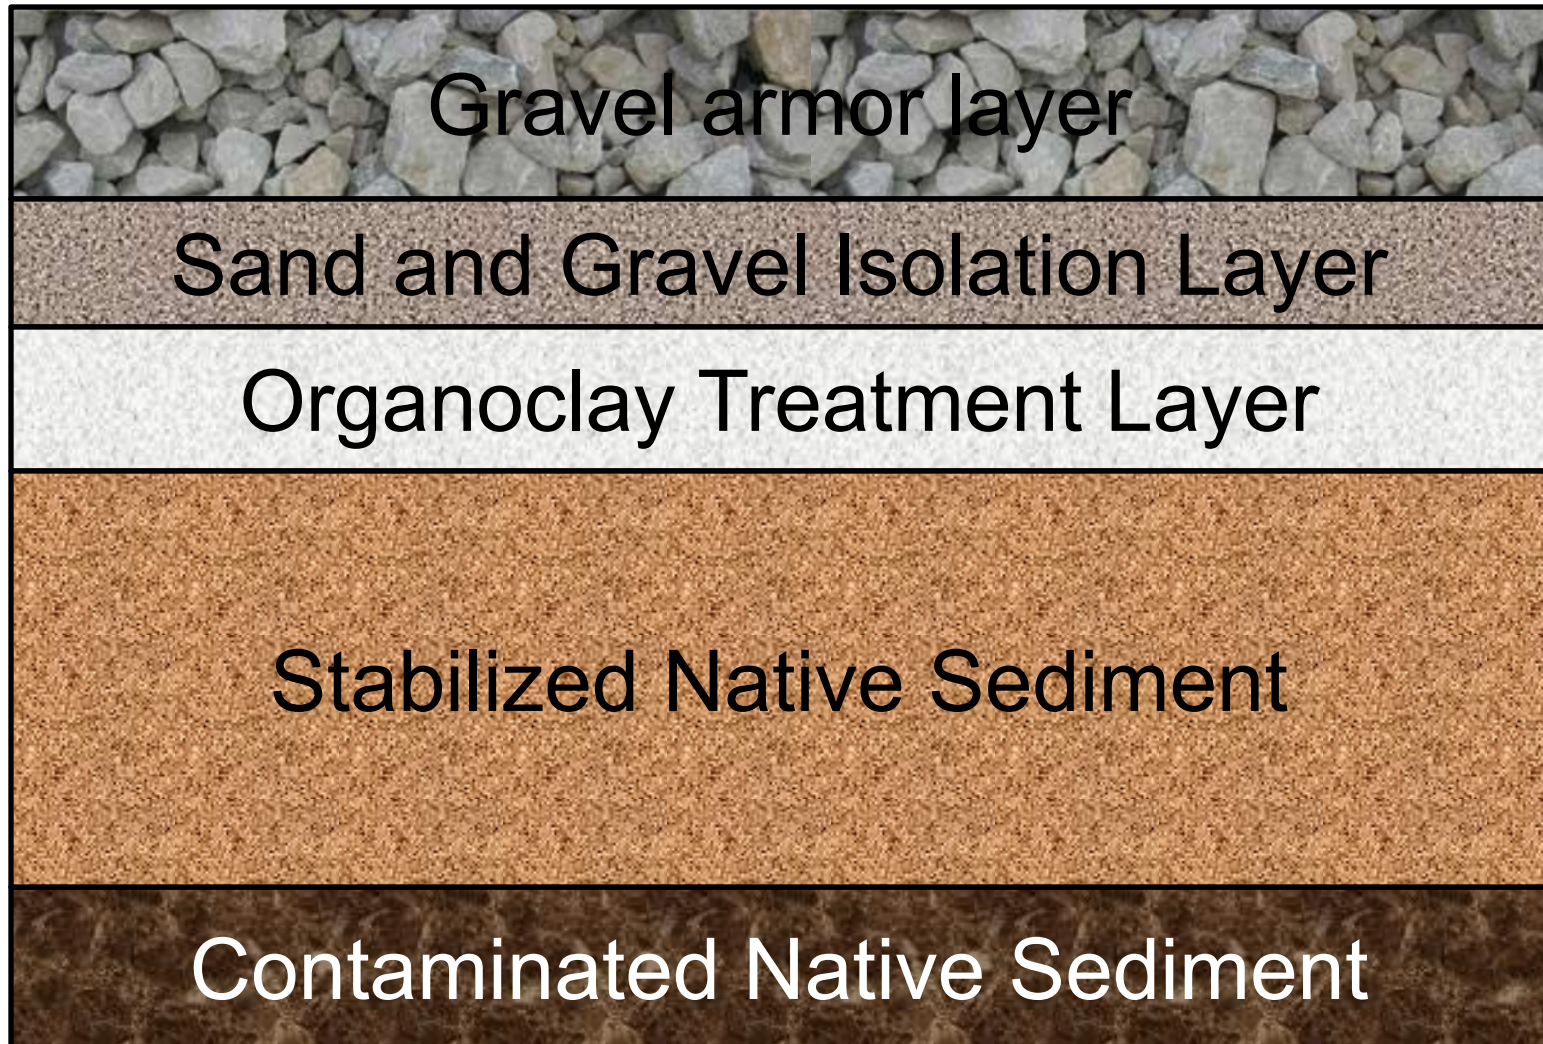 Gravel armor layer
Sand and Gravel Isolation Layer
Organoclay Treatment Layer
Stabilized Native Sediment
Contaminated Native Sediment